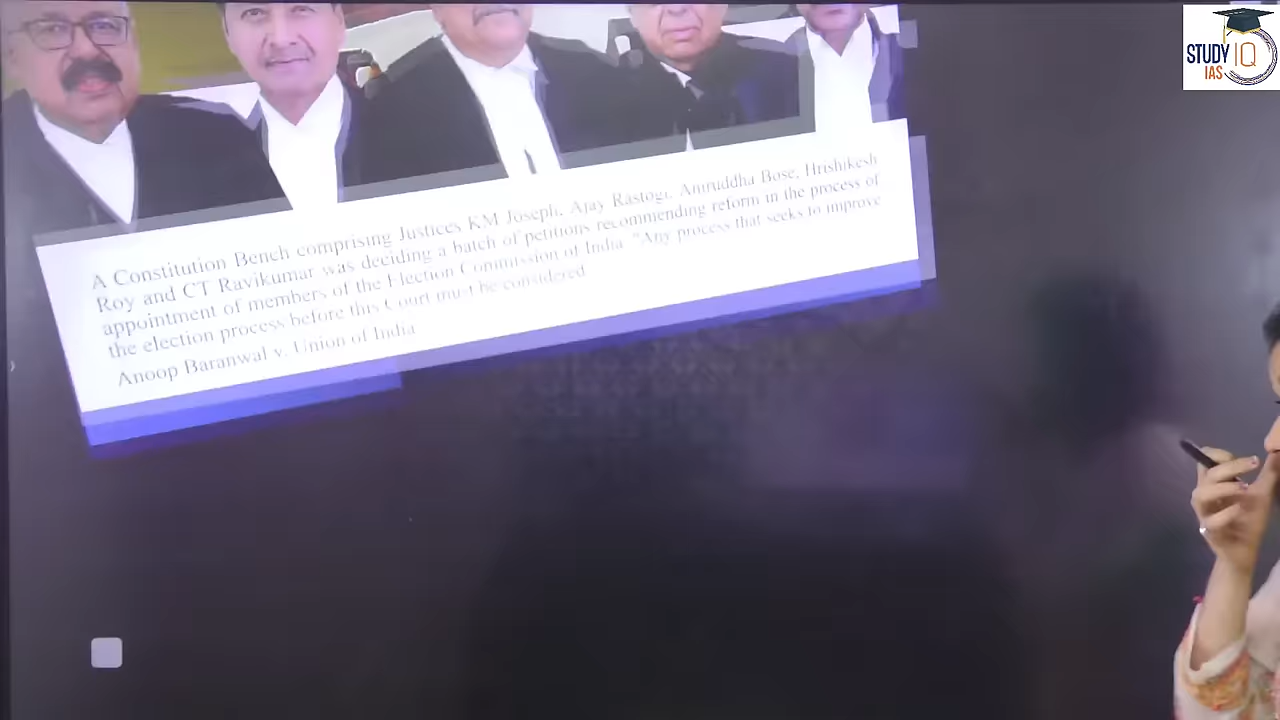 STUDY IQ
IAS
A Constitution Bench comprising Justices KM Joseph, Ajay Rastogi, Aniruddha Bose, Hrishikesh
Roy and CT Ravikumar was deciding a batch of petitions recommending reform in the process of
appointment of members of the Election Commission of India. "Any process that seeks to improve
the election process before this Court must be considered
Anoop Baranwal v. Union of India